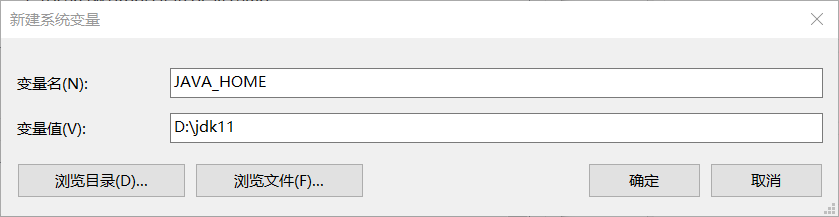 新建系统变量
变量名(N): JAVA_HOME
变量值(V): D:\jdk11
浏览目录(D)... 浏览文件(F)... 确定 取消